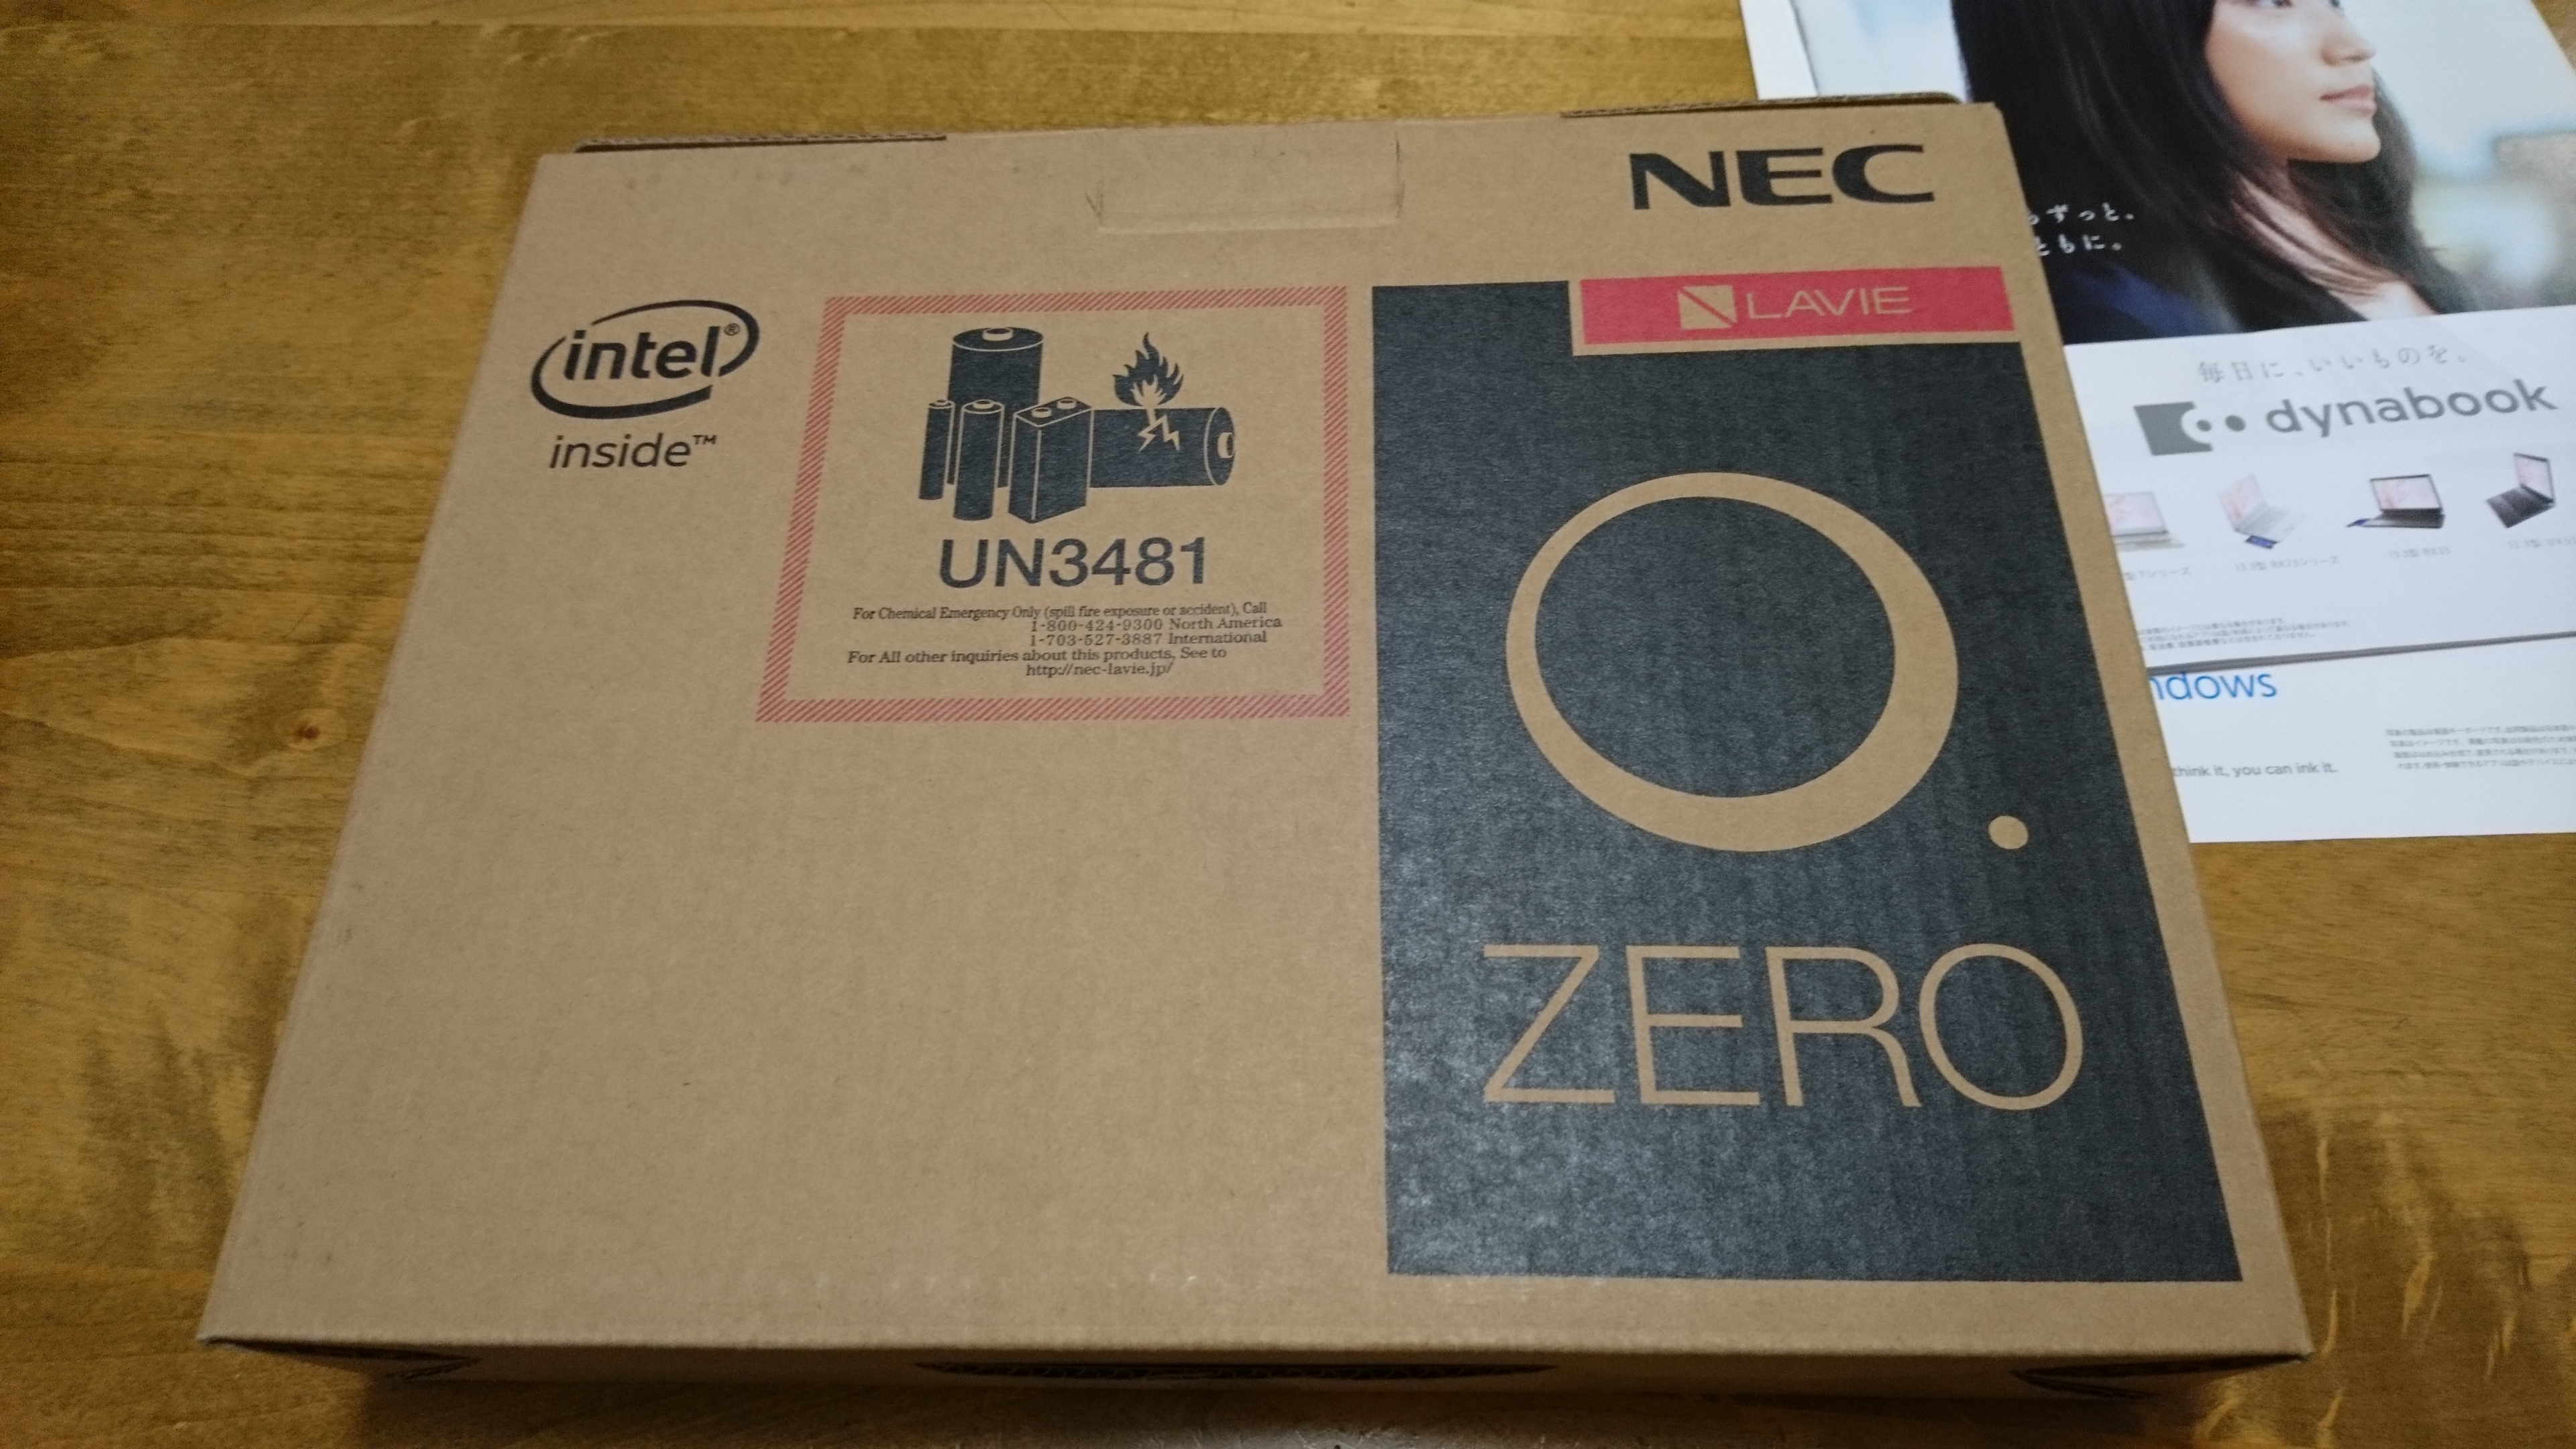 NEC
LAVIE
intel®
inside™
UN3481
For Chemical Emergency Only (spill fire exposure or accident), Call
1-800-424-9300 North America
1-703-527-3887 International
For All other inquiries about this products, See to
http://nec-lavie.jp/
0.
ZERO
ずっと。
ともに。
毎日に、いいものを。
dynabook
ndows
think it, you can ink it.